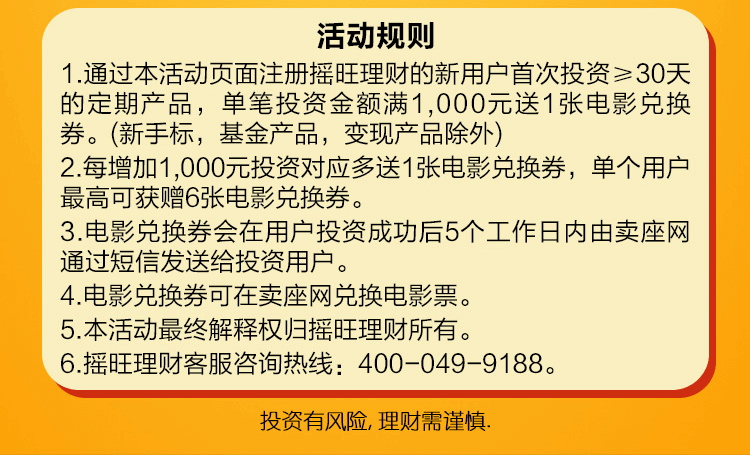 活动规则
1.通过本活动页面注册摇旺理财的新用户首次投资≥30天
的定期产品，单笔投资金额满1,000元送1张电影兑换
券。(新手标，基金产品，变现产品除外)
2.每增加1,000元投资对应多送1张电影兑换券，单个用户
最高可获赠6张电影兑换券。
3.电影兑换券会在用户投资成功后5个工作日内由卖座网
通过短信发送给投资用户。
4.电影兑换券可在卖座网兑换电影票。
5.本活动最终解释权归摇旺理财所有。
6.摇旺理财客服咨询热线：400-049-9188。
投资有风险, 理财需谨慎.